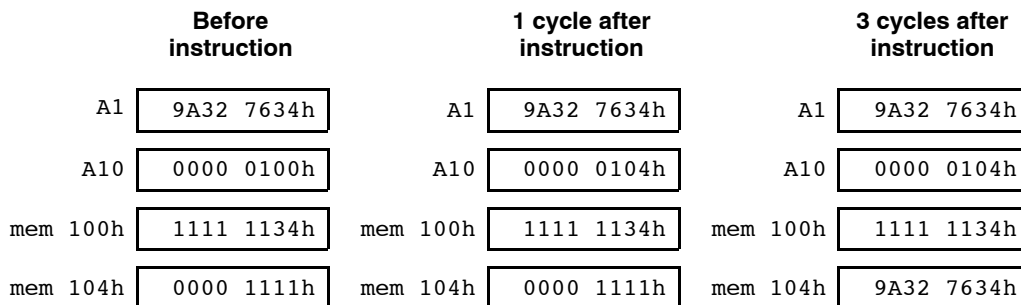 Before instruction 1 cycle after instruction 3 cycles after instruction
A1 9A32 7634h A1 9A32 7634h A1 9A32 7634h
A10 0000 0100h A10 0000 0104h A10 0000 0104h
mem 100h 1111 1134h mem 100h 1111 1134h mem 100h 1111 1134h
mem 104h 0000 1111h mem 104h 0000 1111h mem 104h 9A32 7634h